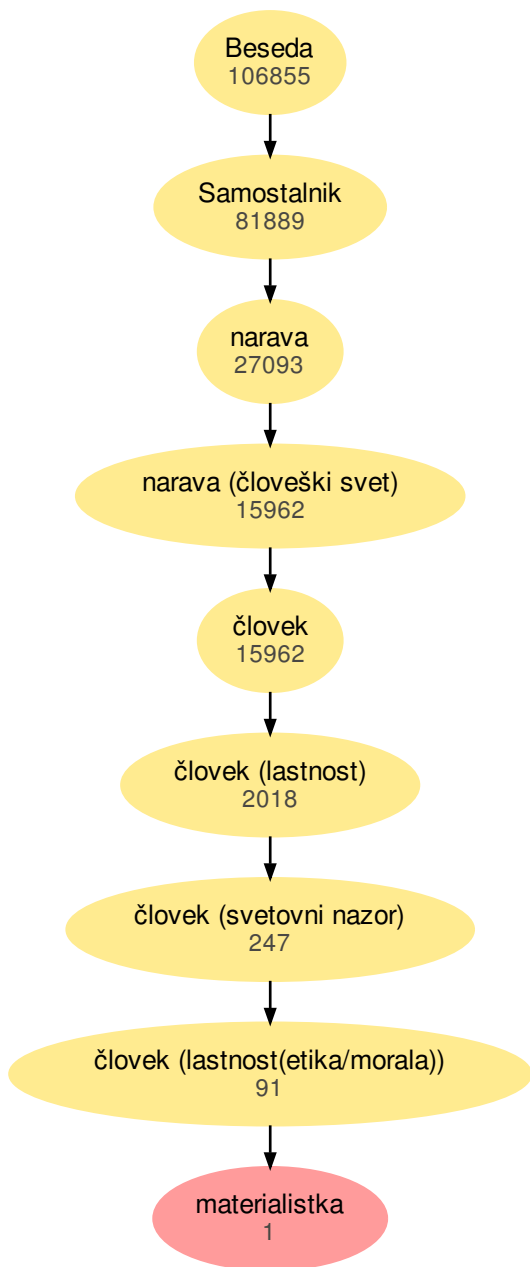 Beseda
106855
Samostalnik
81889
narava
27093
narava (človeški svet)
15962
človek
15962
človek (lastnost)
2018
človek (svetovni nazor)
247
človek (lastnost(etika/morala))
91
materialistka
1